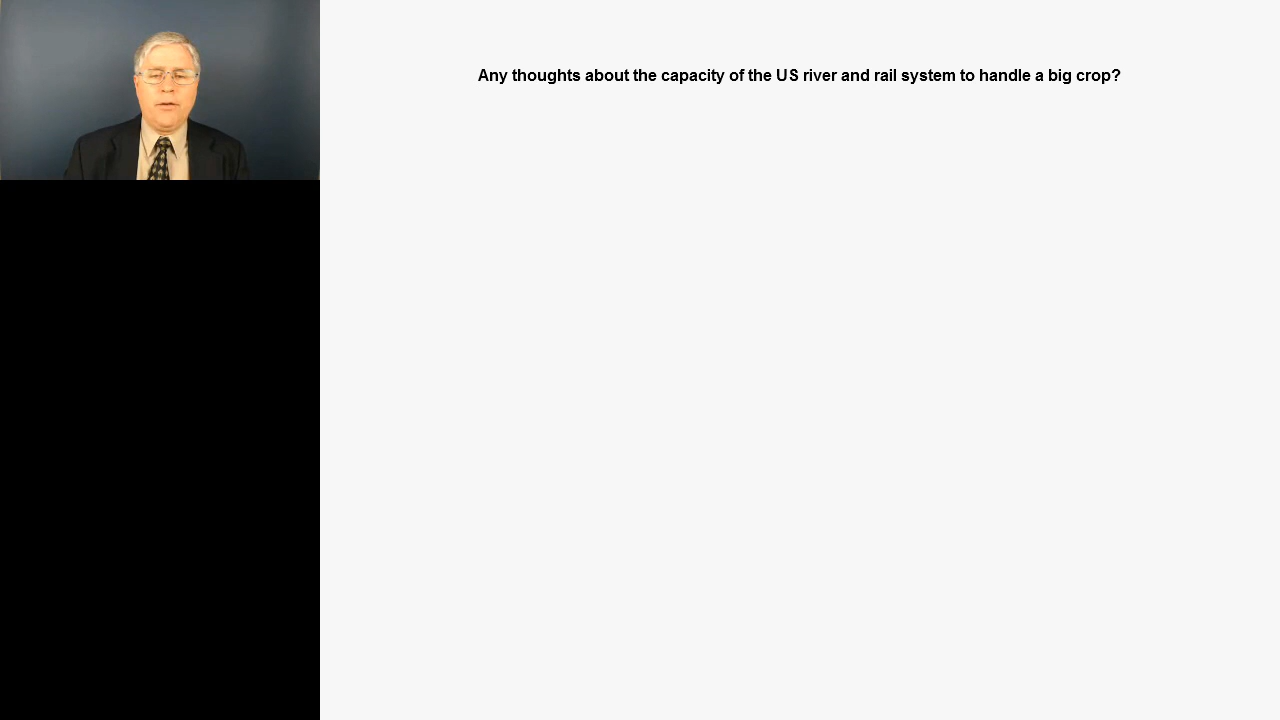 Any thoughts about the capacity of the US river and rail system to handle a big crop?